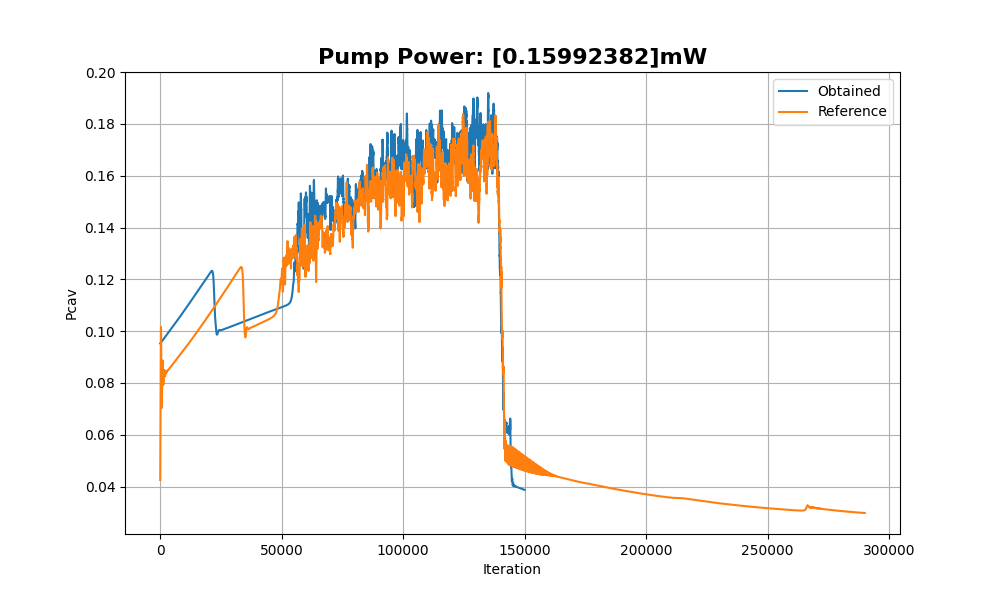 Pump Power: [0.15992382]mW
Obtained
Reference
0.20
0.18
0.16
0.14
0.12
0.10
0.08
0.06
0.04
Pcav
0 50000 100000 150000 200000 250000 300000
Iteration